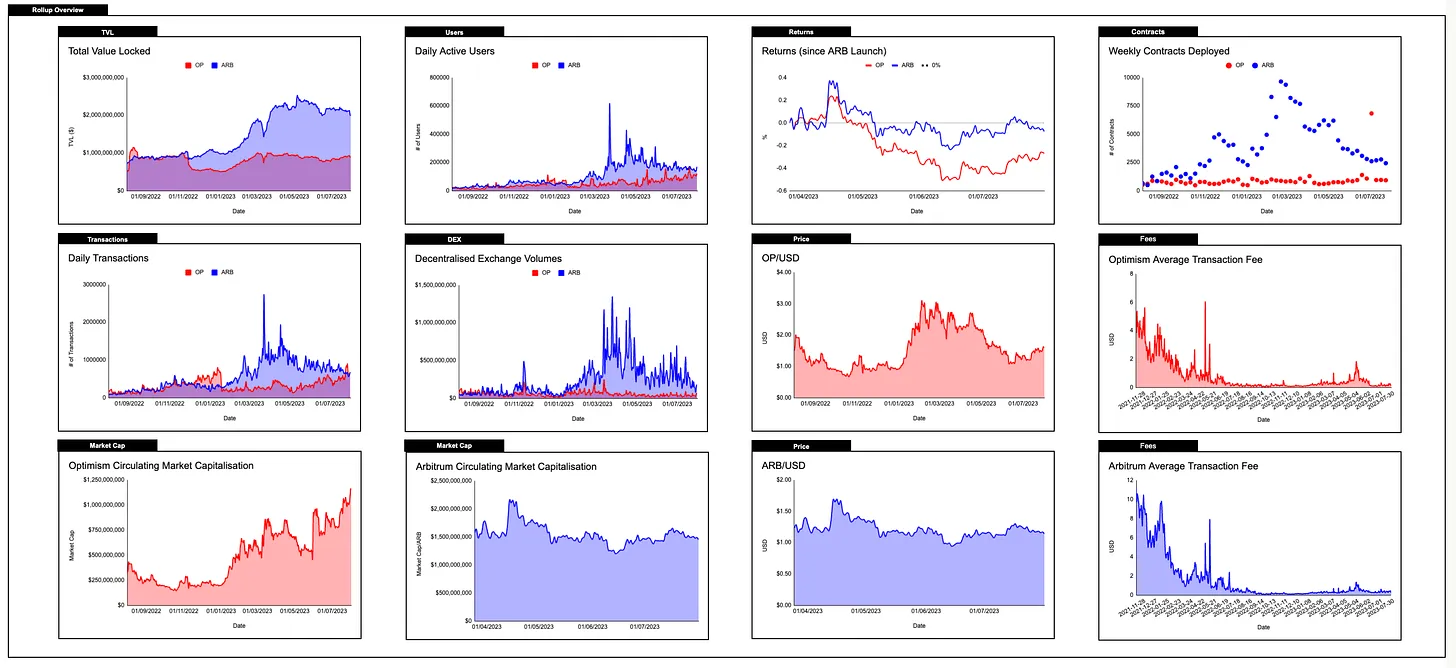 Rollup Overview
TVL
Total Value Locked
OP ARB
$3,000,000,000
$2,000,000,000
$1,000,000,000
$0
TVL ($)
01/09/2022 01/11/2022 01/01/2023 01/03/2023 01/05/2023 01/07/2023
Date
Users
Daily Active Users
OP ARB
800000
600000
400000
200000
0
# of Users
01/09/2022 01/11/2022 01/01/2023 01/03/2023 01/05/2023 01/07/2023
Date
Returns
Returns (since ARB Launch)
OP ARB 0%
0.4
0.2
0.0
-0.2
-0.4
-0.6
%
01/04/2023 01/05/2023 01/06/2023 01/07/2023
Date
Contracts
Weekly Contracts Deployed
OP ARB
10000
7500
5000
2500
0
# of Contracts
01/09/2022 01/11/2022 01/01/2023 01/03/2023 01/05/2023 01/07/2023
Date
Transactions
Daily Transactions
OP ARB
3000000
2000000
1000000
0
# of Transactions
01/09/2022 01/11/2022 01/01/2023 01/03/2023 01/05/2023 01/07/2023
Date
DEX
Decentralised Exchange Volumes
OP ARB
$1,500,000,000
$1,000,000,000
$500,000,000
$0
01/09/2022 01/11/2022 01/01/2023 01/03/2023 01/05/2023 01/07/2023
Date
Price
OP/USD
$4.00
$3.00
$2.00
$1.00
$0.00
USD
01/09/2022 01/11/2022 01/01/2023 01/03/2023 01/05/2023 01/07/2023
Date
Fees
Optimism Average Transaction Fee
8
6
4
2
0
USD
2021-11-28
Date
Market Cap
Optimism Circulating Market Capitalisation
$1,250,000,000
$1,000,000,000
$750,000,000
$500,000,000
$250,000,000
$0
Market Cap
01/09/2022 01/11/2022 01/01/2023 01/03/2023 01/05/2023 01/07/2023
Date
Market Cap
Arbitrum Circulating Market Capitalisation
$2,500,000,000
$2,000,000,000
$1,500,000,000
$1,000,000,000
$500,000,000
$0
Market Cap/ARB
01/04/2023 01/05/2023 01/06/2023 01/07/2023
Date
Price
ARB/USD
$2.00
$1.50
$1.00
$0.50
$0.00
USD
01/04/2023 01/05/2023 01/06/2023 01/07/2023
Date
Fees
Arbitrum Average Transaction Fee
12
10
8
6
4
2
0
USD
2021-11-28
Date